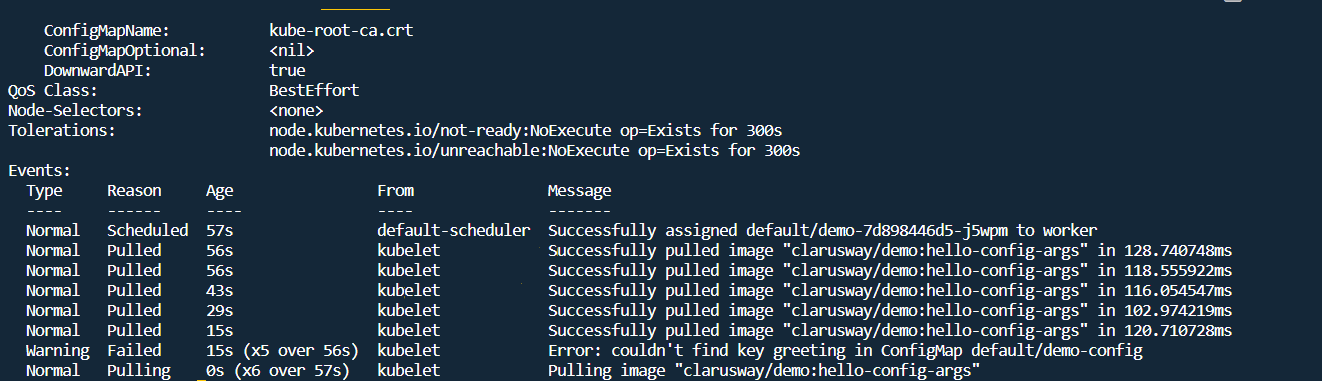 ConfigMapName: kube-root-ca.crt
ConfigMapOptional: <nil>
DownwardAPI: true
QoS Class: BestEffort
Node-Selectors: <none>
Tolerations: node.kubernetes.io/not-ready:NoExecute op=Exists for 300s
node.kubernetes.io/unreachable:NoExecute op=Exists for 300s
Events:
Type Reason Age From Message
---- ------ ---- ---- -------
Normal Scheduled 57s default-scheduler Successfully assigned default/demo-7d898446d5-j5wpm to worker
Normal Pulled 56s kubelet Successfully pulled image "clarusway/demo:hello-config-args" in 128.740748ms
Normal Pulled 56s kubelet Successfully pulled image "clarusway/demo:hello-config-args" in 118.555922ms
Normal Pulled 43s kubelet Successfully pulled image "clarusway/demo:hello-config-args" in 116.054547ms
Normal Pulled 29s kubelet Successfully pulled image "clarusway/demo:hello-config-args" in 102.974219ms
Normal Pulled 15s kubelet Successfully pulled image "clarusway/demo:hello-config-args" in 120.710728ms
Warning Failed 15s (x5 over 56s) kubelet Error: couldn't find key greeting in ConfigMap default/demo-config
Normal Pulling 0s (x6 over 57s) kubelet Pulling image "clarusway/demo:hello-config-args"